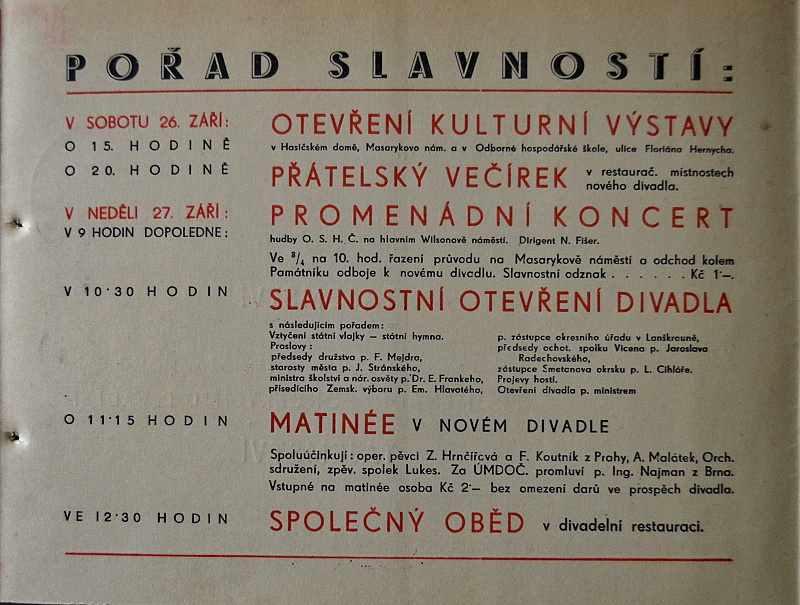 POŘAD SLAVNOSTÍ:
V SOBOTU 26. ZÁŘÍ:
O 15. HODINĚ
OTEVŘENÍ KULTURNÍ VÝSTAVY
v Hasičském domě, Masarykovo nám. a v Odborné hospodářské škole, ulice Floriána Hernycha.
O 20. HODINĚ
PŘÁTELSKÝ VEČÍREK v restaurač. místnostech
nového divadla.
V NEDĚLI 27. ZÁŘÍ:
V 9 HODIN DOPOLEDNE:
PROMENÁDNÍ KONCERT
hudby O. S. H. Č. na hlavním Wilsonově náměstí. Dirigent N. Fišer.
Ve 3/4 na 10. hod. řazení průvodu na Masarykově náměstí a odchod kolem
Památníku odboje k novému divadlu. Slavnostní odznak . . . . . . Kč 1·–.
V 10·30 HODIN
SLAVNOSTNÍ OTEVŘENÍ DIVADLA
s následujícím pořadem:
Vztyčení státní vlajky – státní hymna.
Proslovy:
předsedy družstva p. F. Mejdra,
starosty města p. J. Stránského,
ministra školství a nár. osvěty p. Dr. E. Frankeho,
přísedícího Zemsk. výboru p. Em. Hlavatého,
p. zástupce okresního úřadu v Lanškrouně,
předsedy ochot. spolku Vicena p. Jaroslava
Radechovského,
zástupce Smetanova okrsku p. L. Cihláře.
Projevy hostí.
Otevření divadla p. ministrem
O 11·15 HODIN
MATINÉE V NOVÉM DIVADLE
Spoluúčinkují: oper. pěvci Z. Hrnčířcvá a F. Koutník z Prahy, A. Malátek, Orch.
sdružení, zpěv. spolek Lukes. Za ÚMDOČ. promluví p. Ing. Najman z Brna.
Vstupné na matinée osoba Kč 2·– bez omezení darů ve prospěch divadla.
VE 12·30 HODIN
SPOLEČNÝ OBĚD v divadelní restauraci.